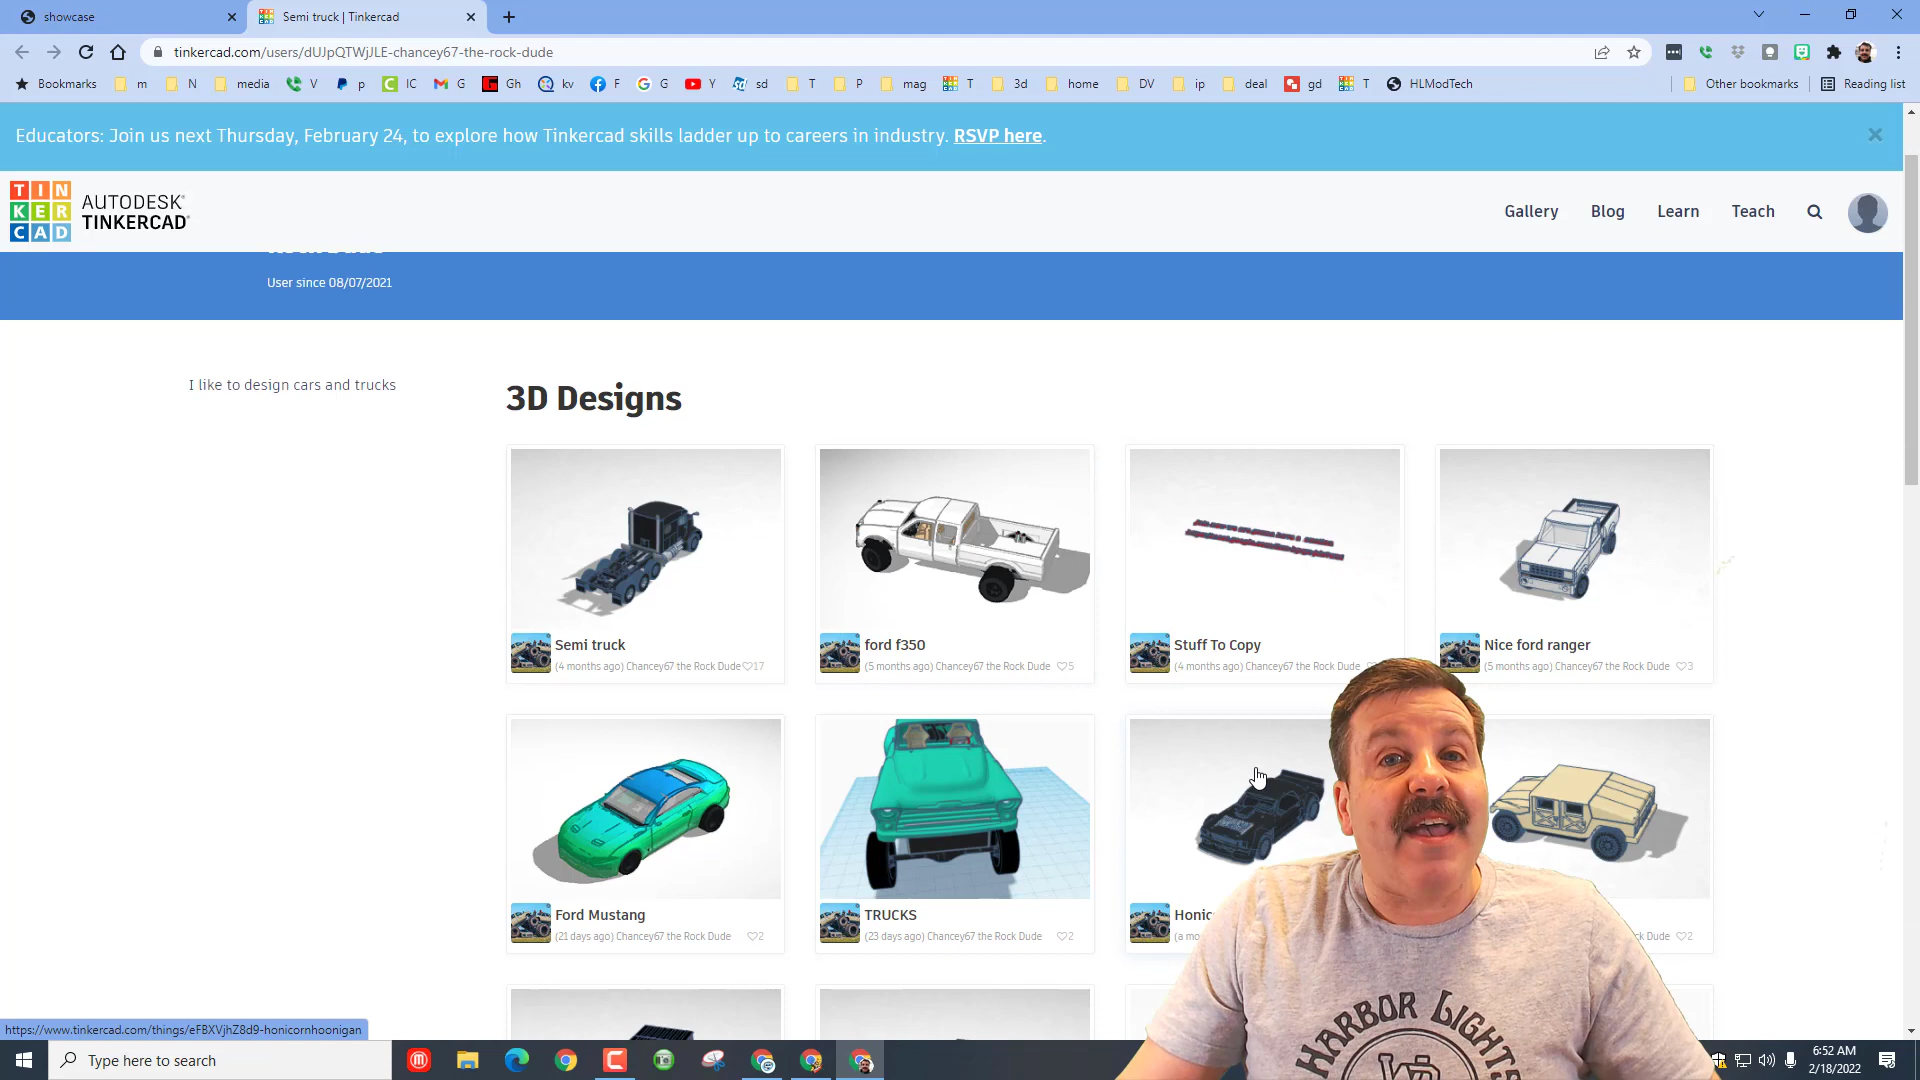 showcase
Semi truck | Tinkercad
tinkercad.com/users/dUJpQTWjJLE-chancey67-the-rock-dude
Bookmarks m N media V p IC G Gh kv F G Y sd T P mag T 3d home DV ip deal gd T HLModTech Other bookmarks Reading list
Educators: Join us next Thursday, February 24, to explore how Tinkercad skills ladder up to careers in industry. RSVP here.
TIN
KER
CAD
AUTODESK
TINKERCAD
Gallery Blog Learn Teach
User since 08/07/2021
I like to design cars and trucks
3D Designs
Semi truck
(4 months ago) Chancey67 the Rock Dude 17
ford f350
(5 months ago) Chancey67 the Rock Dude 5
Stuff To Copy
(4 months ago) Chancey67 the Rock Dude
Nice ford ranger
(5 months ago) Chancey67 the Rock Dude 3
Ford Mustang
(21 days ago) Chancey67 the Rock Dude 2
TRUCKS
(23 days ago) Chancey67 the Rock Dude 2
Rock Dude 2
HARBOR LIGHTS
https://www.tinkercad.com/things/eFBXVjhZ8d9-honicornhoonigan
Type here to search
6:52 AM
2/18/2022